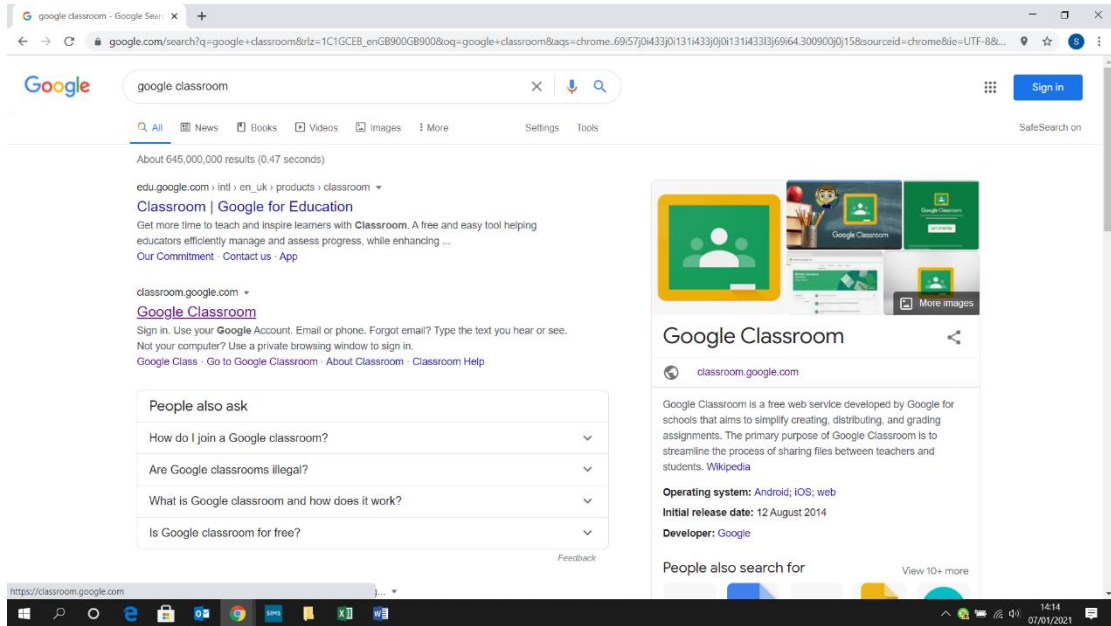 google classroom - Google Sear
google.com/search?q=google+classroom&rlz=1C1GCEB_enGB900GB900&oq=google+classroom&aqs=chrome..69i57j0i433j0i131i433j0j0i131i433l3j69i64.300900j0j15&sourceid=chrome&ie=UTF-8&...
S
Google
google classroom
Sign in
All News Books Videos Images More Settings Tools
SafeSearch on
About 645,000,000 results (0.47 seconds)
edu.google.com › intl › en_uk › products › classroom
Classroom | Google for Education
Get more time to teach and inspire learners with Classroom. A free and easy tool helping
educators efficiently manage and assess progress, while enhancing ...
Our Commitment · Contact us · App
classroom.google.com
Google Classroom
Sign in. Use your Google Account. Email or phone. Forgot email? Type the text you hear or see.
Not your computer? Use a private browsing window to sign in.
Google Class · Go to Google Classroom · About Classroom · Classroom Help
People also ask
How do I join a Google classroom?
Are Google classrooms illegal?
What is Google classroom and how does it work?
Is Google classroom for free?
Feedback
Google Classroom
Google Classroom
GET STARTED
More images
Google Classroom
classroom.google.com
Google Classroom is a free web service developed by Google for
schools that aims to simplify creating, distributing, and grading
assignments. The primary purpose of Google Classroom is to
streamline the process of sharing files between teachers and
students. Wikipedia
Operating system: Android; iOS; web
Initial release date: 12 August 2014
Developer: Google
People also search for
View 10+ more
https://classroom.google.com
SIMS
14:14
07/01/2021